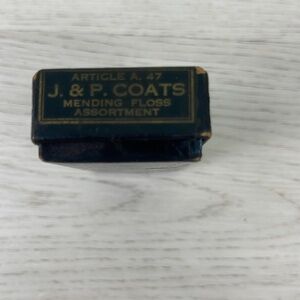 ARTICLE A. 47
J. & P. COATS
MENDING FLOSS
ASSORTMENT